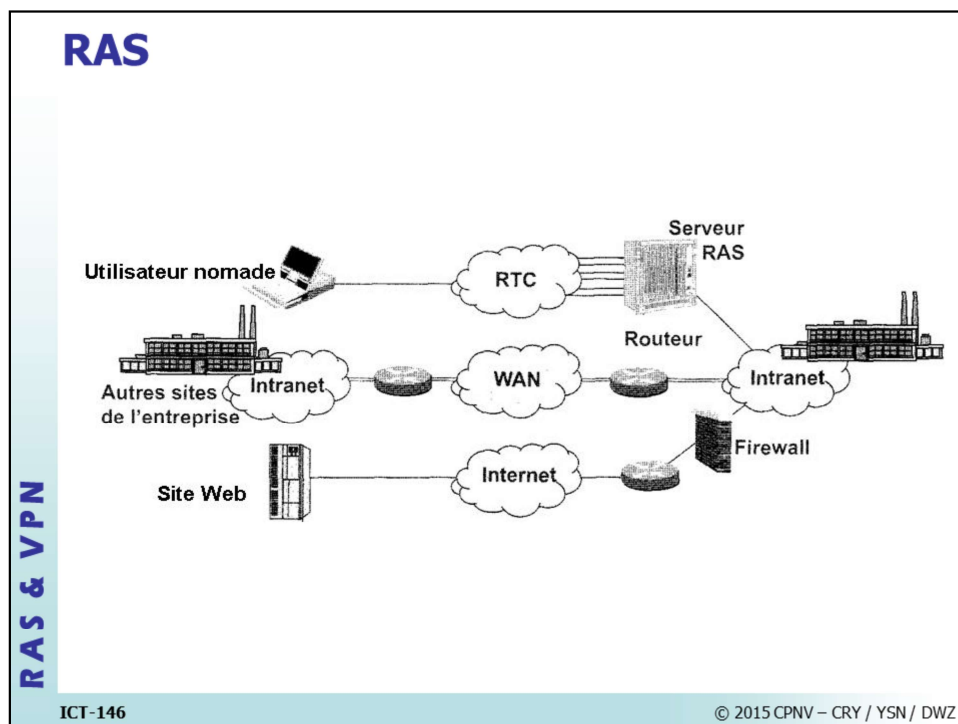 RAS
Serveur
RAS
Utilisateur nomade
RTC
Routeur
Intranet
WAN
Intranet
Autres sites
de l'entreprise
Firewall
Internet
Site Web
RAS & VPN
ICT-146
© 2015 CPNV – CRY / YSN / DWZ